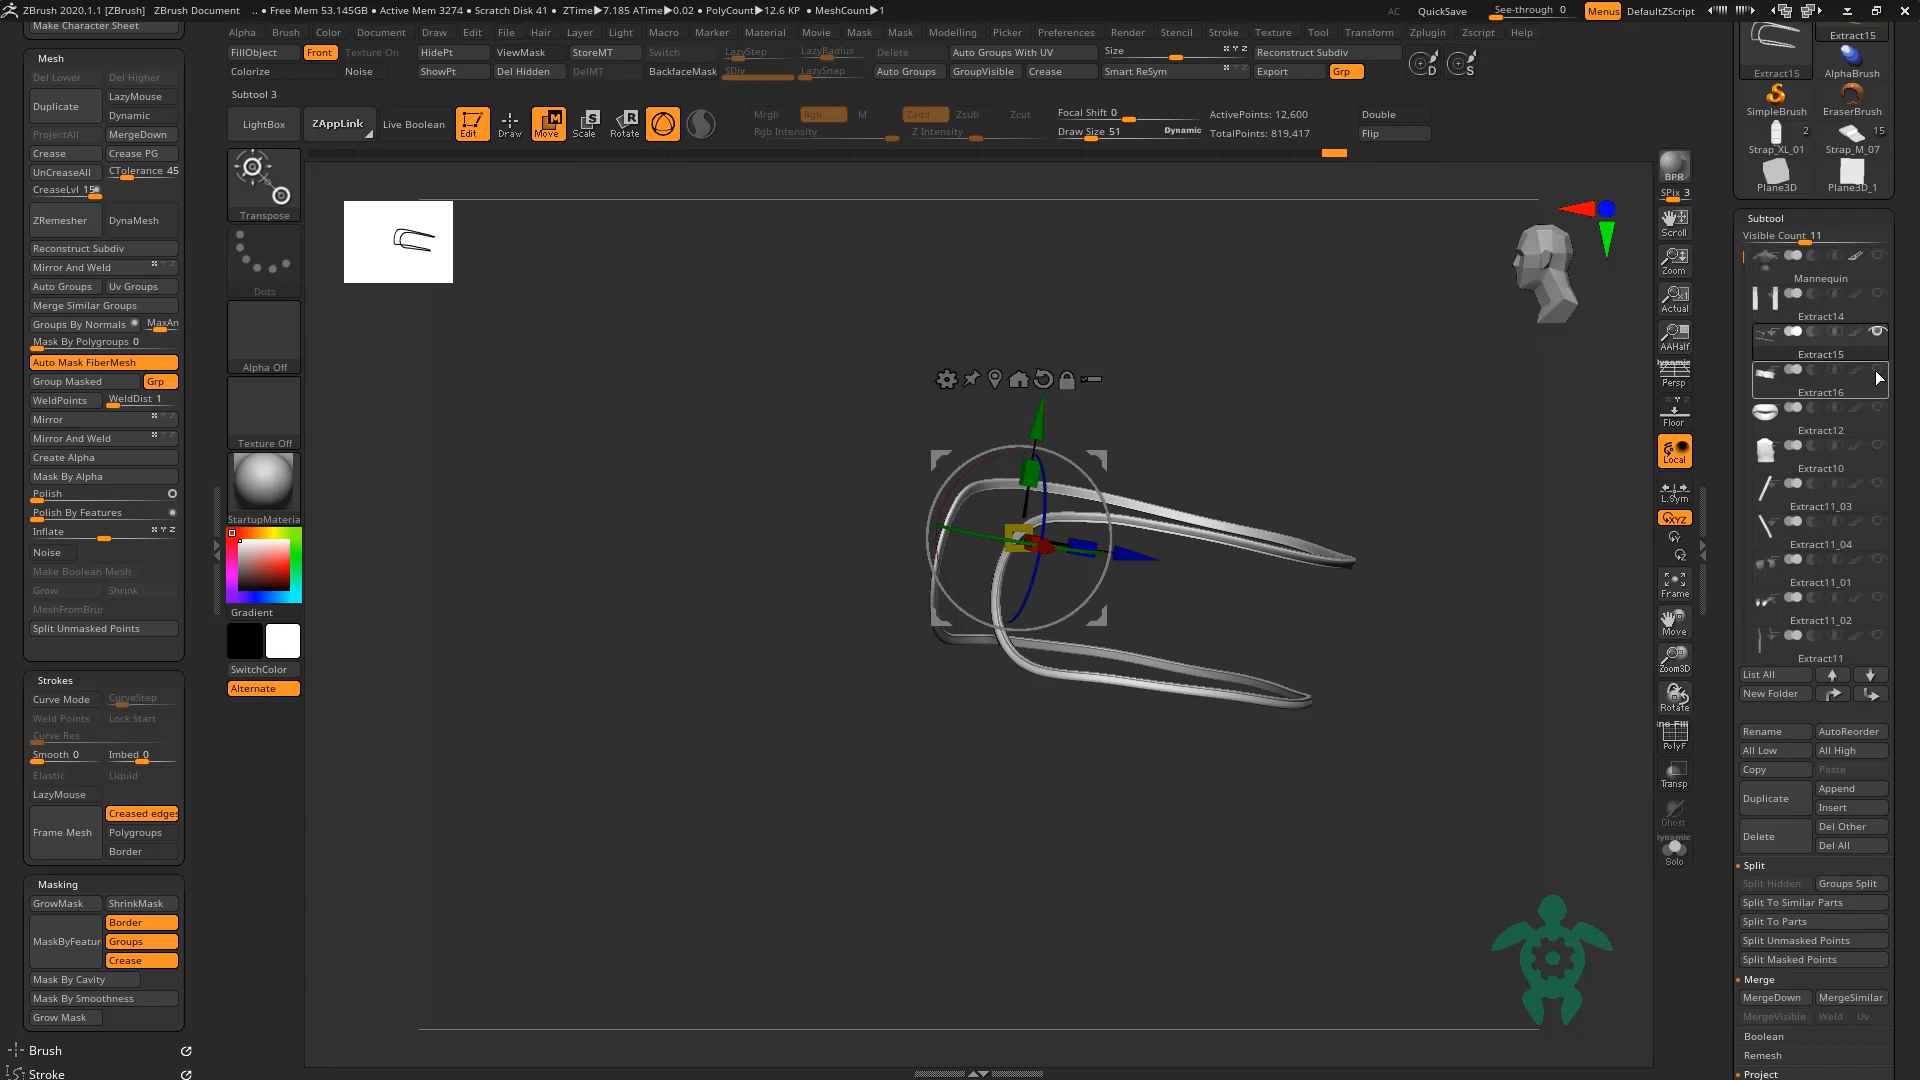 ZBrush 2020.1.1 [ZBrush] ZBrush Document .. • Free Mem 53.145GB • Active Mem 3274 • Scratch Disk 41 • ZTime▶7.185 ATime▶0.02 • PolyCount▶12.6 KP • MeshCount▶1 AC QuickSave See-through 0 Menus DefaultZScript
Make Character Sheet
Alpha Brush Color Document Draw Edit File Hair Layer Light Macro Marker Material Movie Mask Mask Modelling Picker Preferences Render Stencil Stroke Texture Tool Transform Zplugin Zscript Help
FillObject Front Texture On HidePt ViewMask StoreMT Switch LazyStep LazyRadius Delete Auto Groups With UV Size Reconstruct Subdiv
Colorize Noise ShowPt Del Hidden DelMT BackfaceMask SDiv LazySnap Auto Groups GroupVisible Crease Smart ReSym Export Grp D S
Subtool 3
LightBox ZAppLink Live Boolean Edit Draw Move Scale Rotate
Mrgb Rgb M Zadd Zsub Zcut Focal Shift 0 ActivePoints: 12,600 Double
Rgb Intensity Z Intensity Draw Size 51 Dynamic TotalPoints: 819,417 Flip
Mesh
Del Lower Del Higher
Duplicate LazyMouse
Dynamic
ProjectAll MergeDown
Crease Crease PG
UnCreaseAll CTolerance 45
CreaseLvl 15
ZRemesher DynaMesh
Reconstruct Subdiv
Mirror And Weld
Auto Groups Uv Groups
Merge Similar Groups
Groups By Normals MaxAn
Mask By Polygroups 0
Auto Mask FiberMesh
Group Masked Grp
WeldPoints WeldDist 1
Mirror
Mirror And Weld
Create Alpha
Mask By Alpha
Polish
Polish By Features
Inflate
Noise
Make Boolean Mesh
Grow Shrink
MeshFromBru
Split Unmasked Points
Strokes
Curve Mode CurveStep
Weld Points Lock Start
Curve Res
Smooth 0 Imbed 0
Elastic Liquid
LazyMouse
Frame Mesh Creased edges
Polygroups
Border
Masking
GrowMask ShrinkMask
MaskByFeatur Border
Groups
Crease
Mask By Cavity
Mask By Smoothness
Grow Mask
Brush
Stroke
Transpose
Dots
Alpha Off
Texture Off
StartupMateria
Gradient
SwitchColor
Alternate
BPR
SPix 3
Scroll
Zoom
Actual
AAHalf
Dynamic
Persp
Floor
Local
L.Sym
XYZ
Frame
Move
Zoom3D
Rotate
PolyF
Transp
Ghost
Dynamic
Solo
Extract15 Extract15
AlphaBrush
SimpleBrush EraserBrush
2 15
Strap_XL_01 Strap_M_07
Plane3D Plane3D_1
Subtool
Visible Count 11
Mannequin
Extract14
Extract15
Extract16
Extract12
Extract10
Extract11_03
Extract11_04
Extract11_01
Extract11_02
Extract11
List All
New Folder
Rename AutoReorder
All Low All High
Copy Paste
Duplicate Append
Insert
Delete Del Other
Del All
Split
Split Hidden Groups Split
Split To Similar Parts
Split To Parts
Split Unmasked Points
Split Masked Points
Merge
MergeDown MergeSimilar
MergeVisible Weld Uv
Boolean
Remesh
Project